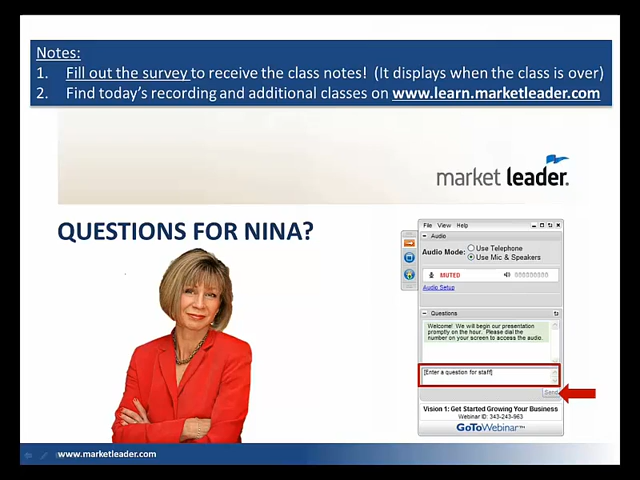 Notes:
1. Fill out the survey to receive the class notes! (It displays when the class is over)
2. Find today's recording and additional classes on www.learn.marketleader.com
market leader.
QUESTIONS FOR NINA?
File View Help
Audio
Audio Mode: Use Telephone
Use Mic & Speakers
MUTED 000000000
Audio Setup
Questions
Welcome! We will begin our presentation
promptly on the hour. Please dial the
number on your screen to access the audio.
[Enter a question for staff]
Send
Vision 1: Get Started Growing Your Business
Webinar ID: 343-243-963
GoToWebinar™
www.marketleader.com